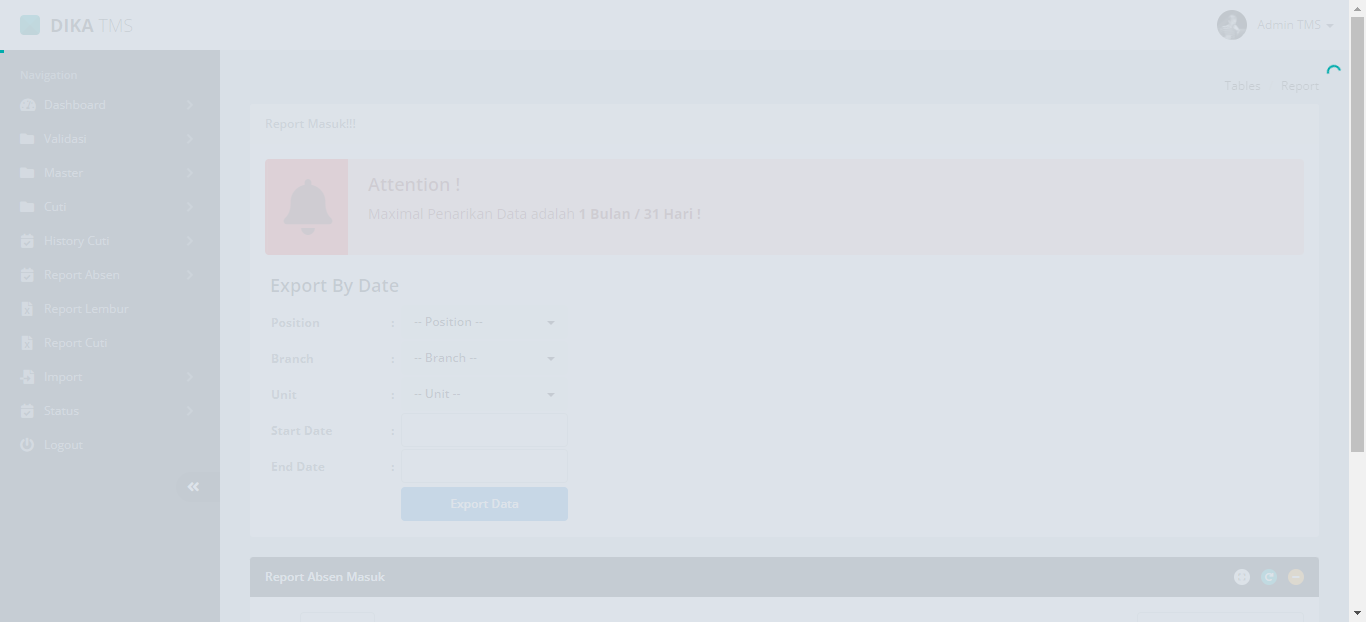 DIKA TMS
Admin TMS
Navigation
Dashboard
Validasi
Master
Cuti
History Cuti
Report Absen
Report Lembur
Report Cuti
Import
Status
Logout
Tables Report
Report Masuk!!!
Attention !
Maximal Penarikan Data adalah 1 Bulan / 31 Hari !
Export By Date
Position : -- Position --
Branch : -- Branch --
Unit : -- Unit --
Start Date :
End Date :
Export Data
Report Absen Masuk